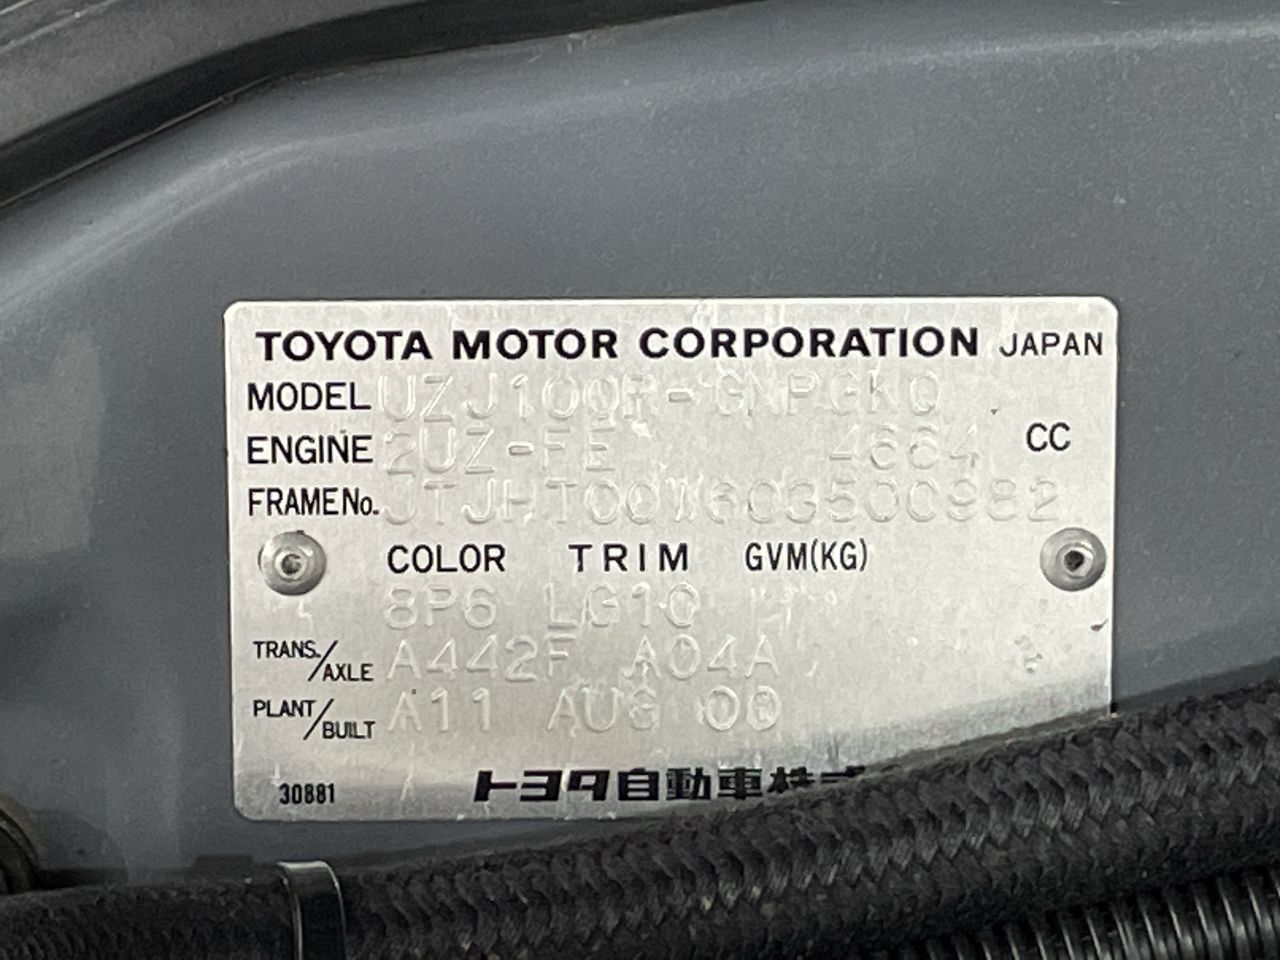 TOYOTA MOTOR CORPORATION JAPAN
MODEL UZJ100R-GNPGKQ
ENGINE 2UZ-FE 4664 CC
FRAME No. JTJHT00W603500982
COLOR TRIM GVM(KG)
8P6 LG10
TRANS./AXLE A442F A04A
PLANT/BUILT A11 AUG 00
30881 トヨタ自動車株式